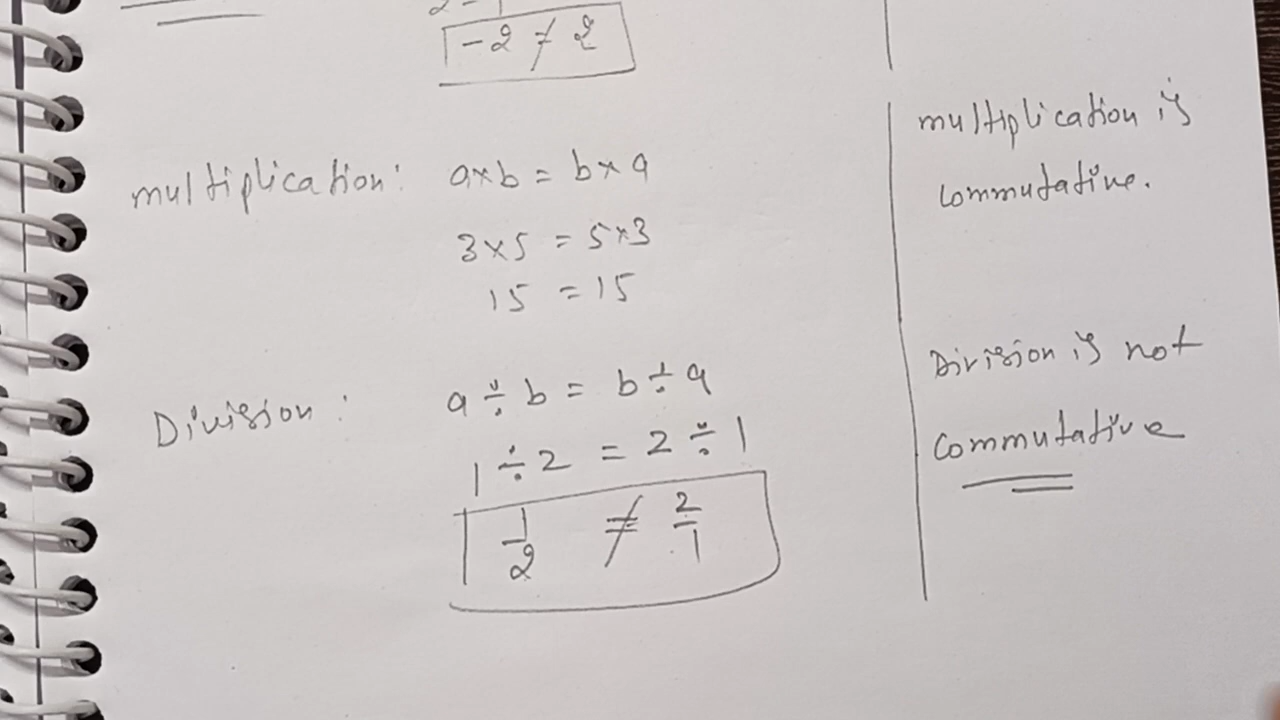 -2 ≠ 2
multiplication: a×b = b×a
multiplication is
commutative.
3×5 = 5×3
15 = 15
Division: a÷b = b÷a
Division is not
commutative
1÷2 = 2÷1
1/2 ≠ 2/1